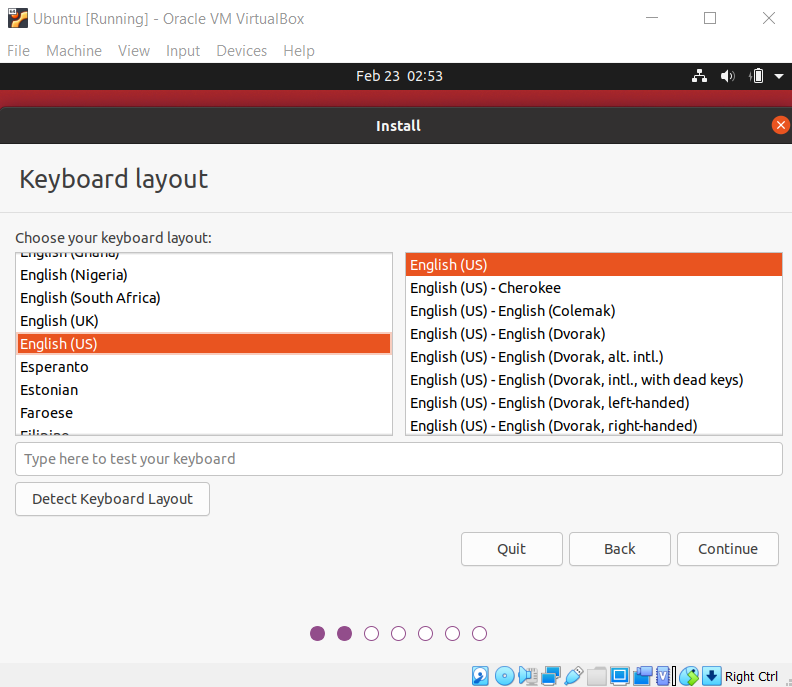 Ubuntu [Running] - Oracle VM VirtualBox
File Machine View Input Devices Help
Feb 23 02:53
Install
Keyboard layout
Choose your keyboard layout:
English (Ghana)
English (Nigeria)
English (South Africa)
English (UK)
English (US)
Esperanto
Estonian
Faroese
Filipino
English (US)
English (US) - Cherokee
English (US) - English (Colemak)
English (US) - English (Dvorak)
English (US) - English (Dvorak, alt. intl.)
English (US) - English (Dvorak, intl., with dead keys)
English (US) - English (Dvorak, left-handed)
English (US) - English (Dvorak, right-handed)
Type here to test your keyboard
Detect Keyboard Layout
Quit Back Continue
Right Ctrl